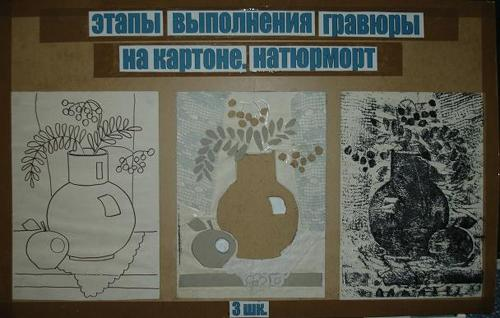 этапы выполнения гравюры
на картоне. натюрморт
3 шк.